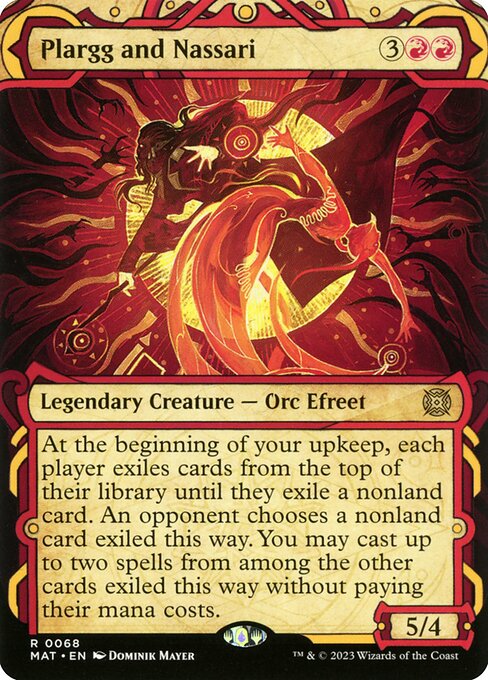 Plargg and Nassari 3
Legendary Creature — Orc Efreet
At the beginning of your upkeep, each
player exiles cards from the top of
their library until they exile a nonland
card. An opponent chooses a nonland
card exiled this way. You may cast up
to two spells from among the other
cards exiled this way without paying
their mana costs.
5/4
R 0068
MAT • EN Dominik Mayer
™ & © 2023 Wizards of the Coast